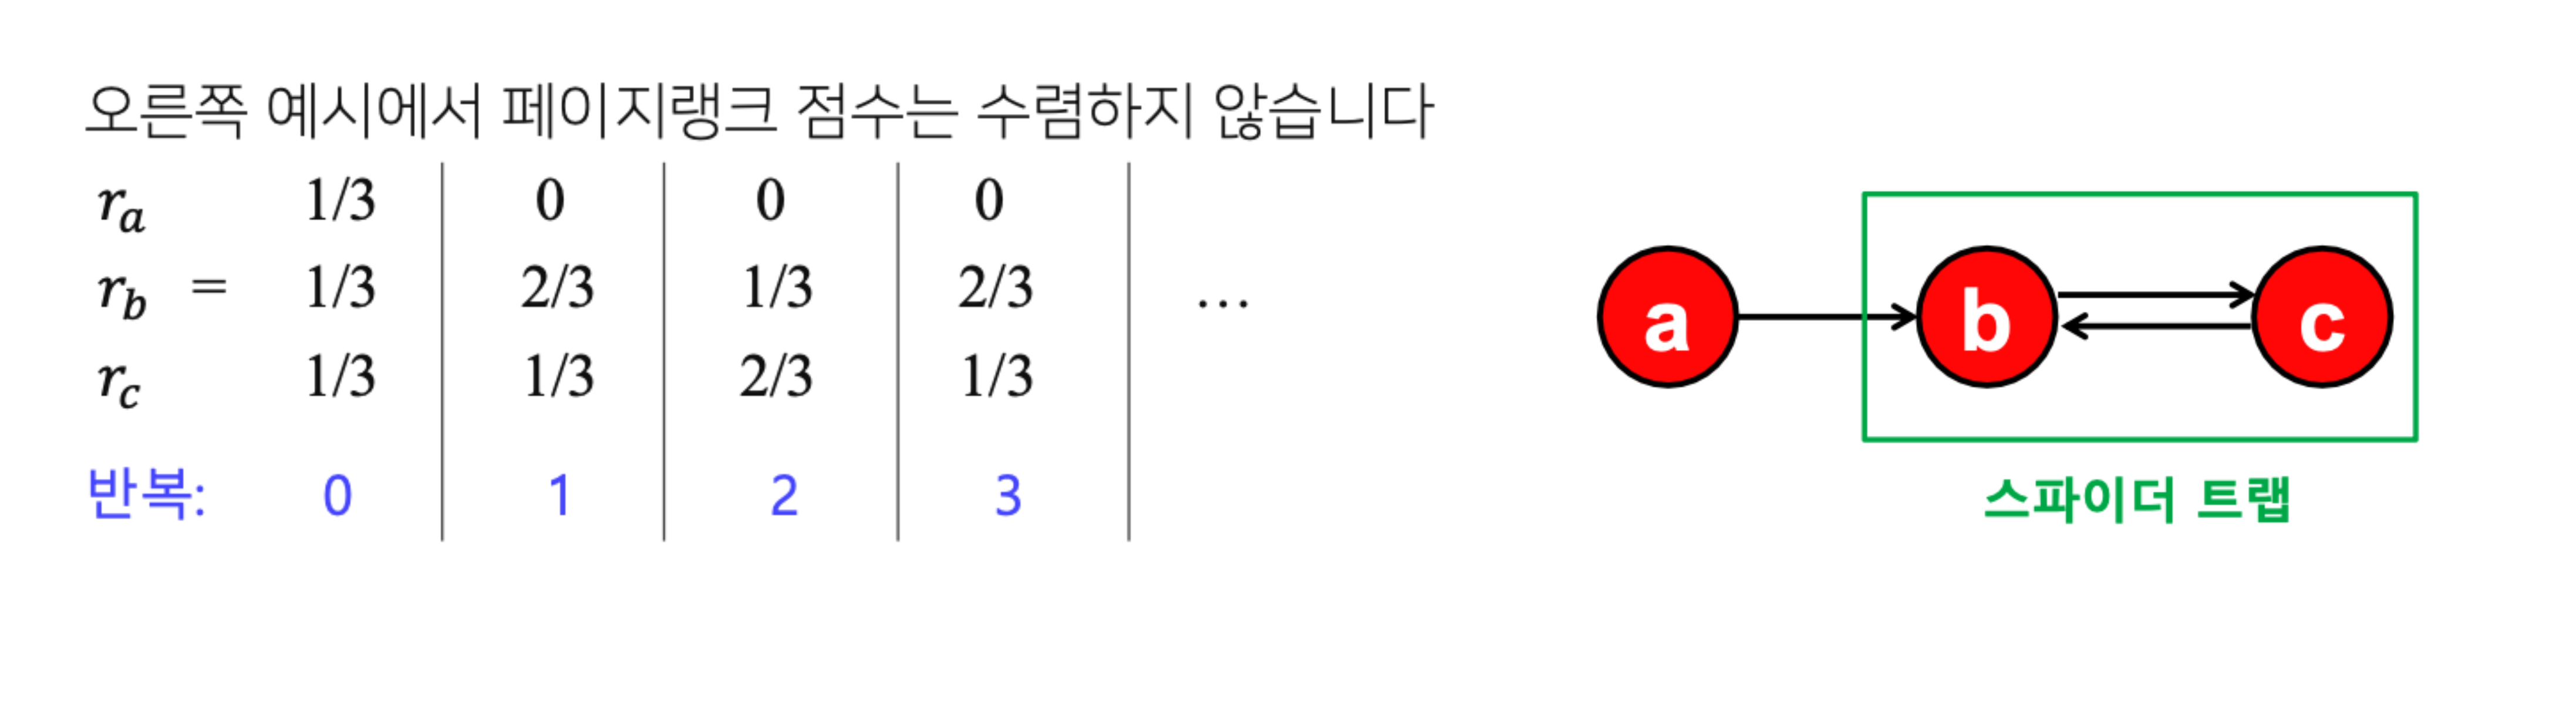 오른쪽 예시에서 페이지랭크 점수는 수렴하지 않습니다
r_a 1/3 0 0 0
r_b = 1/3 2/3 1/3 2/3 ...
r_c 1/3 1/3 2/3 1/3
반복: 0 1 2 3
a b c
스파이더 트랩